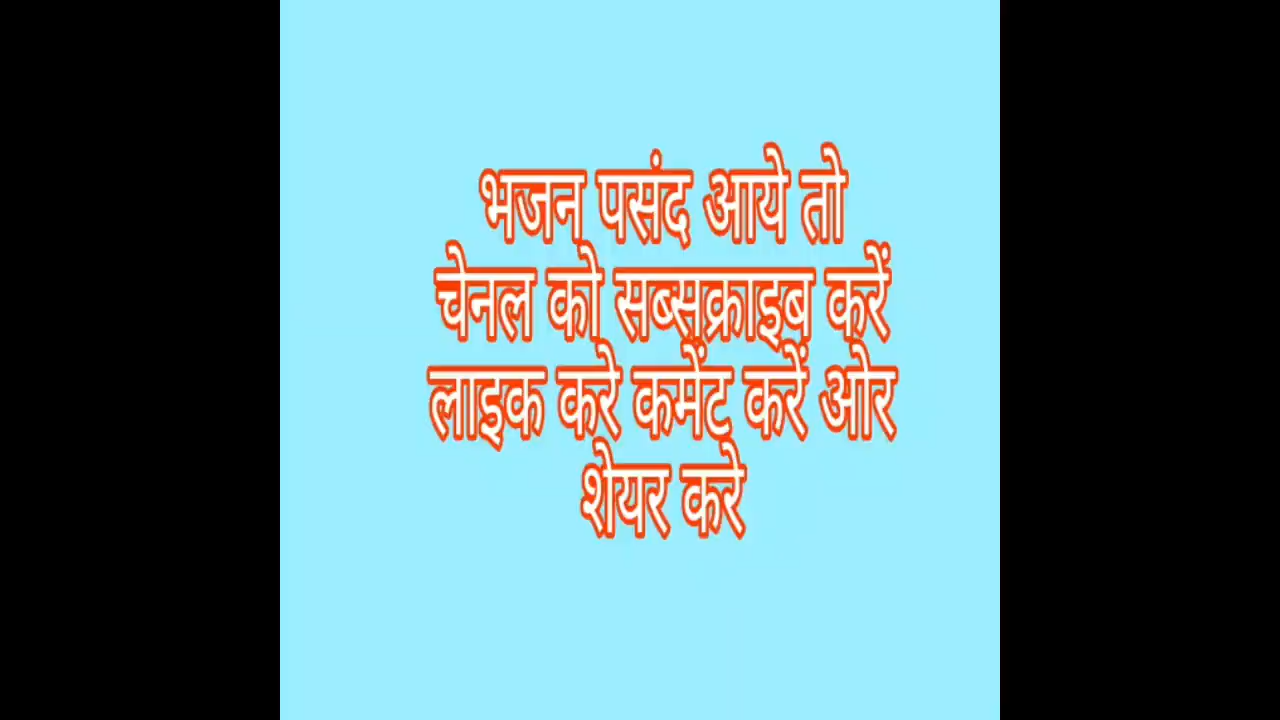 भजन पसंद आये तो
चेनल को सब्सक्राइब करें
लाइक करे कमेंट करें ओर
शेयर करे